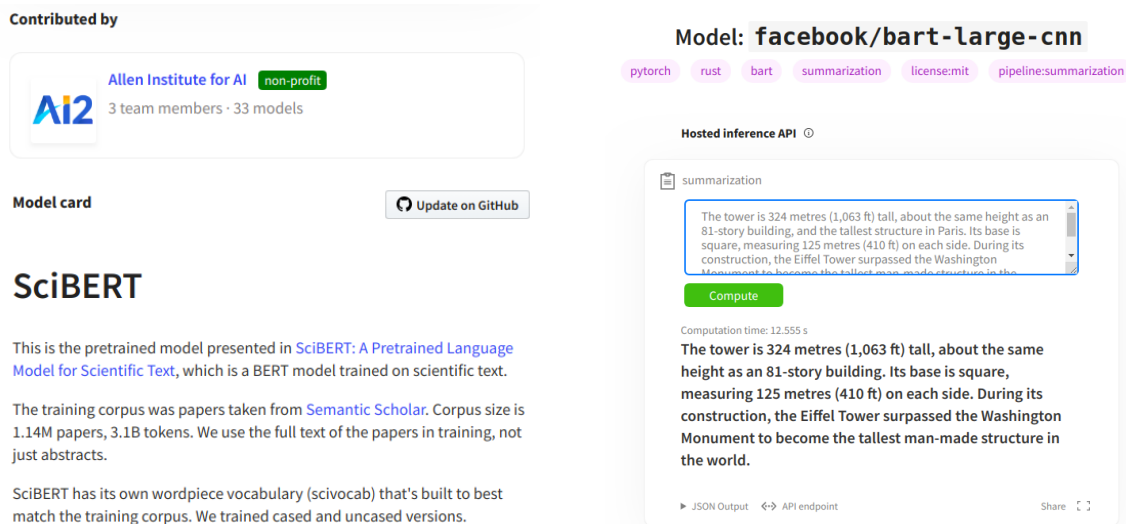 Contributed by
Allen Institute for AI non-profit
Ai2
3 team members · 33 models
Model card
Update on GitHub
SciBERT
This is the pretrained model presented in SciBERT: A Pretrained Language
Model for Scientific Text, which is a BERT model trained on scientific text.
The training corpus was papers taken from Semantic Scholar. Corpus size is
1.14M papers, 3.1B tokens. We use the full text of the papers in training, not
just abstracts.
SciBERT has its own wordpiece vocabulary (scivocab) that's built to best
match the training corpus. We trained cased and uncased versions.
Model: facebook/bart-large-cnn
pytorch rust bart summarization license:mit pipeline:summarization
Hosted inference API
summarization
The tower is 324 metres (1,063 ft) tall, about the same height as an
81-story building, and the tallest structure in Paris. Its base is
square, measuring 125 metres (410 ft) on each side. During its
construction, the Eiffel Tower surpassed the Washington
Monument to become the tallest man-made structure in the
Compute
Computation time: 12.555 s
The tower is 324 metres (1,063 ft) tall, about the same
height as an 81-story building. Its base is square,
measuring 125 metres (410 ft) on each side. During its
construction, the Eiffel Tower surpassed the Washington
Monument to become the tallest man-made structure in
the world.
JSON Output API endpoint Share